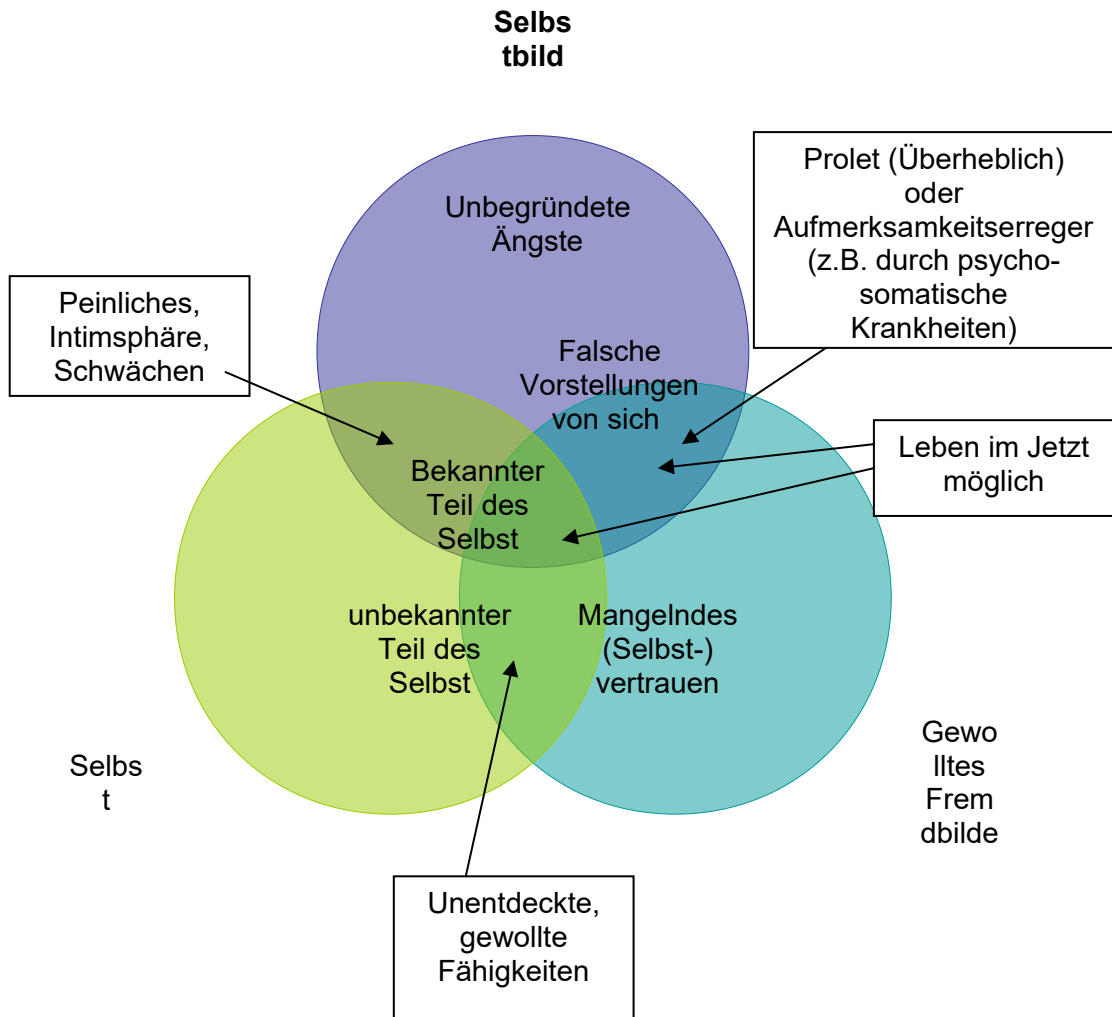 Selbs
tbild
Prolet (Überheblich)
oder
Aufmerksamkeitserreger
(z.B. durch psycho-
somatische
Krankheiten)
Unbegründete
Ängste
Peinliches,
Intimsphäre,
Schwächen
Falsche
Vorstellungen
von sich
Leben im Jetzt
möglich
Bekannter
Teil des
Selbst
unbekannter
Teil des
Selbst
Mangelndes
(Selbst-)
vertrauen
Selbs
t
Gewo
lltes
Frem
dbilde
Unentdeckte,
gewollte
Fähigkeiten